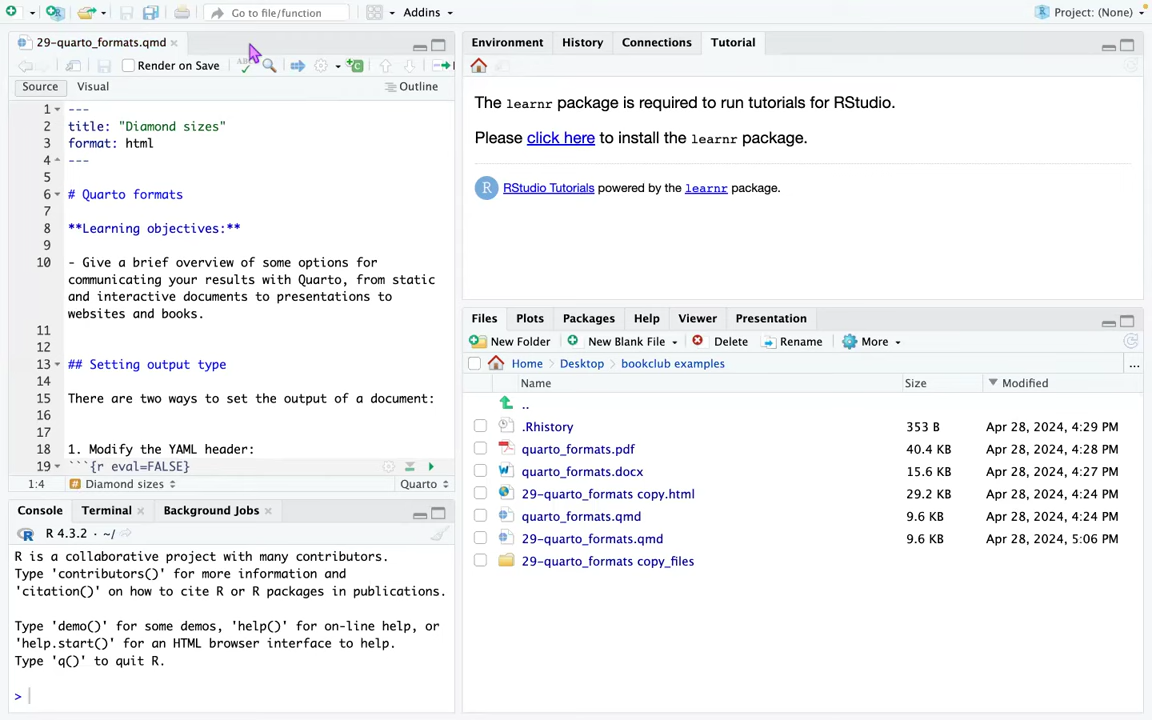 Go to file/function
Addins
Project: (None)
29-quarto_formats.qmd
Render on Save
ABC
Source
Visual
Outline
1 ---
2 title: "Diamond sizes"
3 format: html
4 ---
5
6 # Quarto formats
7
8 **Learning objectives:**
9
10 - Give a brief overview of some options for
communicating your results with Quarto, from static
and interactive documents to presentations to
websites and books.
11
12
13 ## Setting output type
14
15 There are two ways to set the output of a document:
16
17
18 1. Modify the YAML header:
19 ```{r eval=FALSE}
1:4
# Diamond sizes
Quarto
Console
Terminal
Background Jobs
R R 4.3.2 · ~/
R is a collaborative project with many contributors.
Type 'contributors()' for more information and
'citation()' on how to cite R or R packages in publications.
Type 'demo()' for some demos, 'help()' for on-line help, or
'help.start()' for an HTML browser interface to help.
Type 'q()' to quit R.
>
Environment
History
Connections
Tutorial
The learnr package is required to run tutorials for RStudio.
Please click here to install the learnr package.
R RStudio Tutorials powered by the learnr package.
Files
Plots
Packages
Help
Viewer
Presentation
New Folder
New Blank File
Delete
Rename
More
Home
Desktop
bookclub examples
...
Name
Size
Modified
..
.Rhistory 353 B Apr 28, 2024, 4:29 PM
quarto_formats.pdf 40.4 KB Apr 28, 2024, 4:28 PM
quarto_formats.docx 15.6 KB Apr 28, 2024, 4:27 PM
29-quarto_formats copy.html 29.2 KB Apr 28, 2024, 4:24 PM
quarto_formats.qmd 9.6 KB Apr 28, 2024, 4:24 PM
29-quarto_formats.qmd 9.6 KB Apr 28, 2024, 5:06 PM
29-quarto_formats copy_files